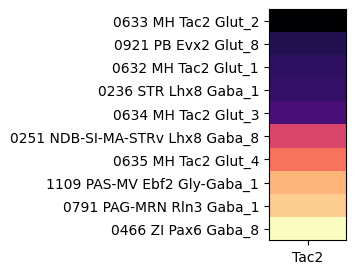 0633 MH Tac2 Glut_2
0921 PB Evx2 Glut_8
0632 MH Tac2 Glut_1
0236 STR Lhx8 Gaba_1
0634 MH Tac2 Glut_3
0251 NDB-SI-MA-STRv Lhx8 Gaba_8
0635 MH Tac2 Glut_4
1109 PAS-MV Ebf2 Gly-Gaba_1
0791 PAG-MRN Rln3 Gaba_1
0466 ZI Pax6 Gaba_8
Tac2